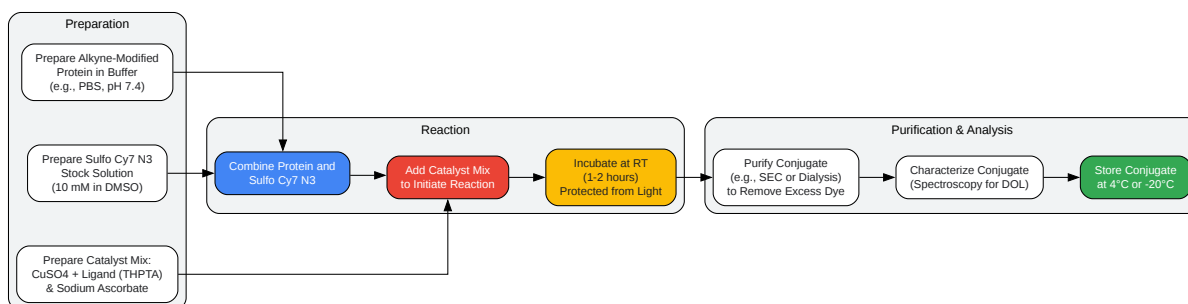 Preparation
Prepare Alkyne-Modified
Protein in Buffer
(e.g., PBS, pH 7.4)
Prepare Sulfo Cy7 N3
Stock Solution
(10 mM in DMSO)
Prepare Catalyst Mix:
CuSO4 + Ligand (THPTA)
& Sodium Ascorbate
Reaction
Combine Protein and
Sulfo Cy7 N3
Add Catalyst Mix
to Initiate Reaction
Incubate at RT
(1-2 hours)
Protected from Light
Purification & Analysis
Purify Conjugate
(e.g., SEC or Dialysis)
to Remove Excess Dye
Characterize Conjugate
(Spectroscopy for DOL)
Store Conjugate
at 4°C or -20°C